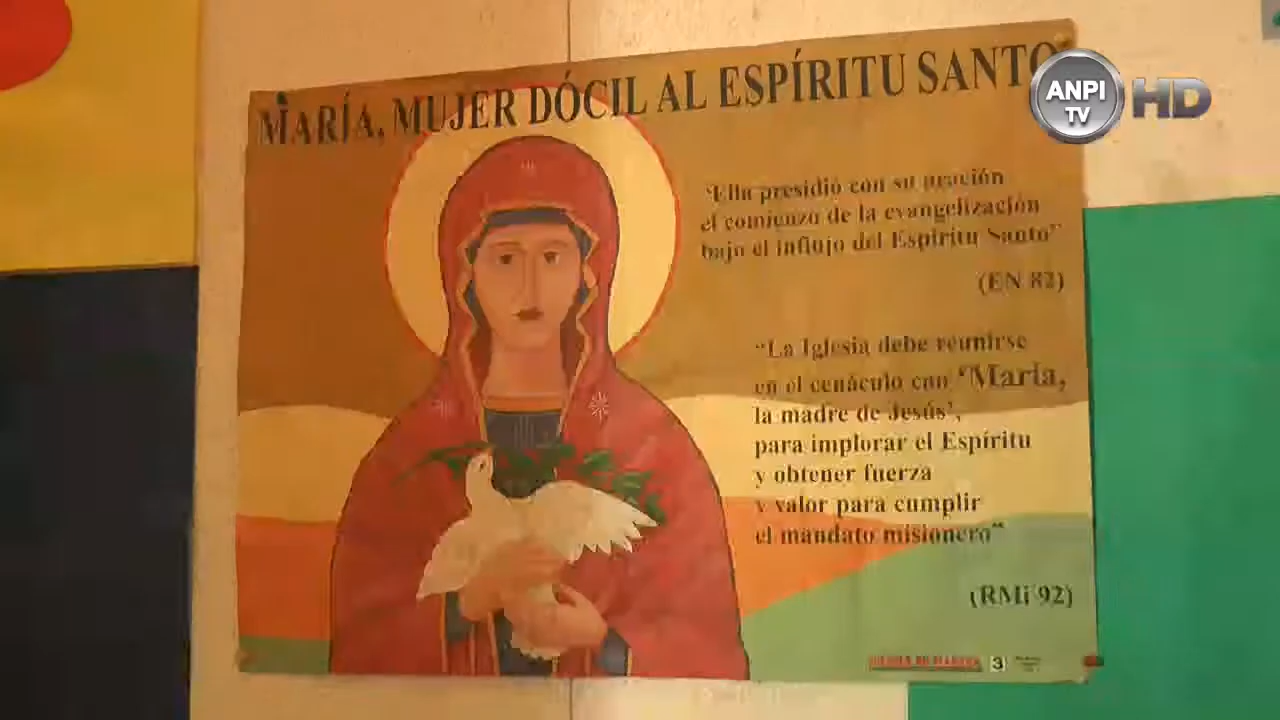 MARÍA, MUJER DÓCIL AL ESPÍRITU SANTO
ANPI
TV
HD
"Ella presidió con su oración
el comienzo de la evangelización
bajo el influjo del Espíritu Santo"
(EN 82)
"La Iglesia debe reunirse
en el cenáculo con "María,
la madre de Jesús',
para implorar el Espíritu
y obtener fuerza
y valor para cumplir
el mandato misionero"
(RMi 92)
3